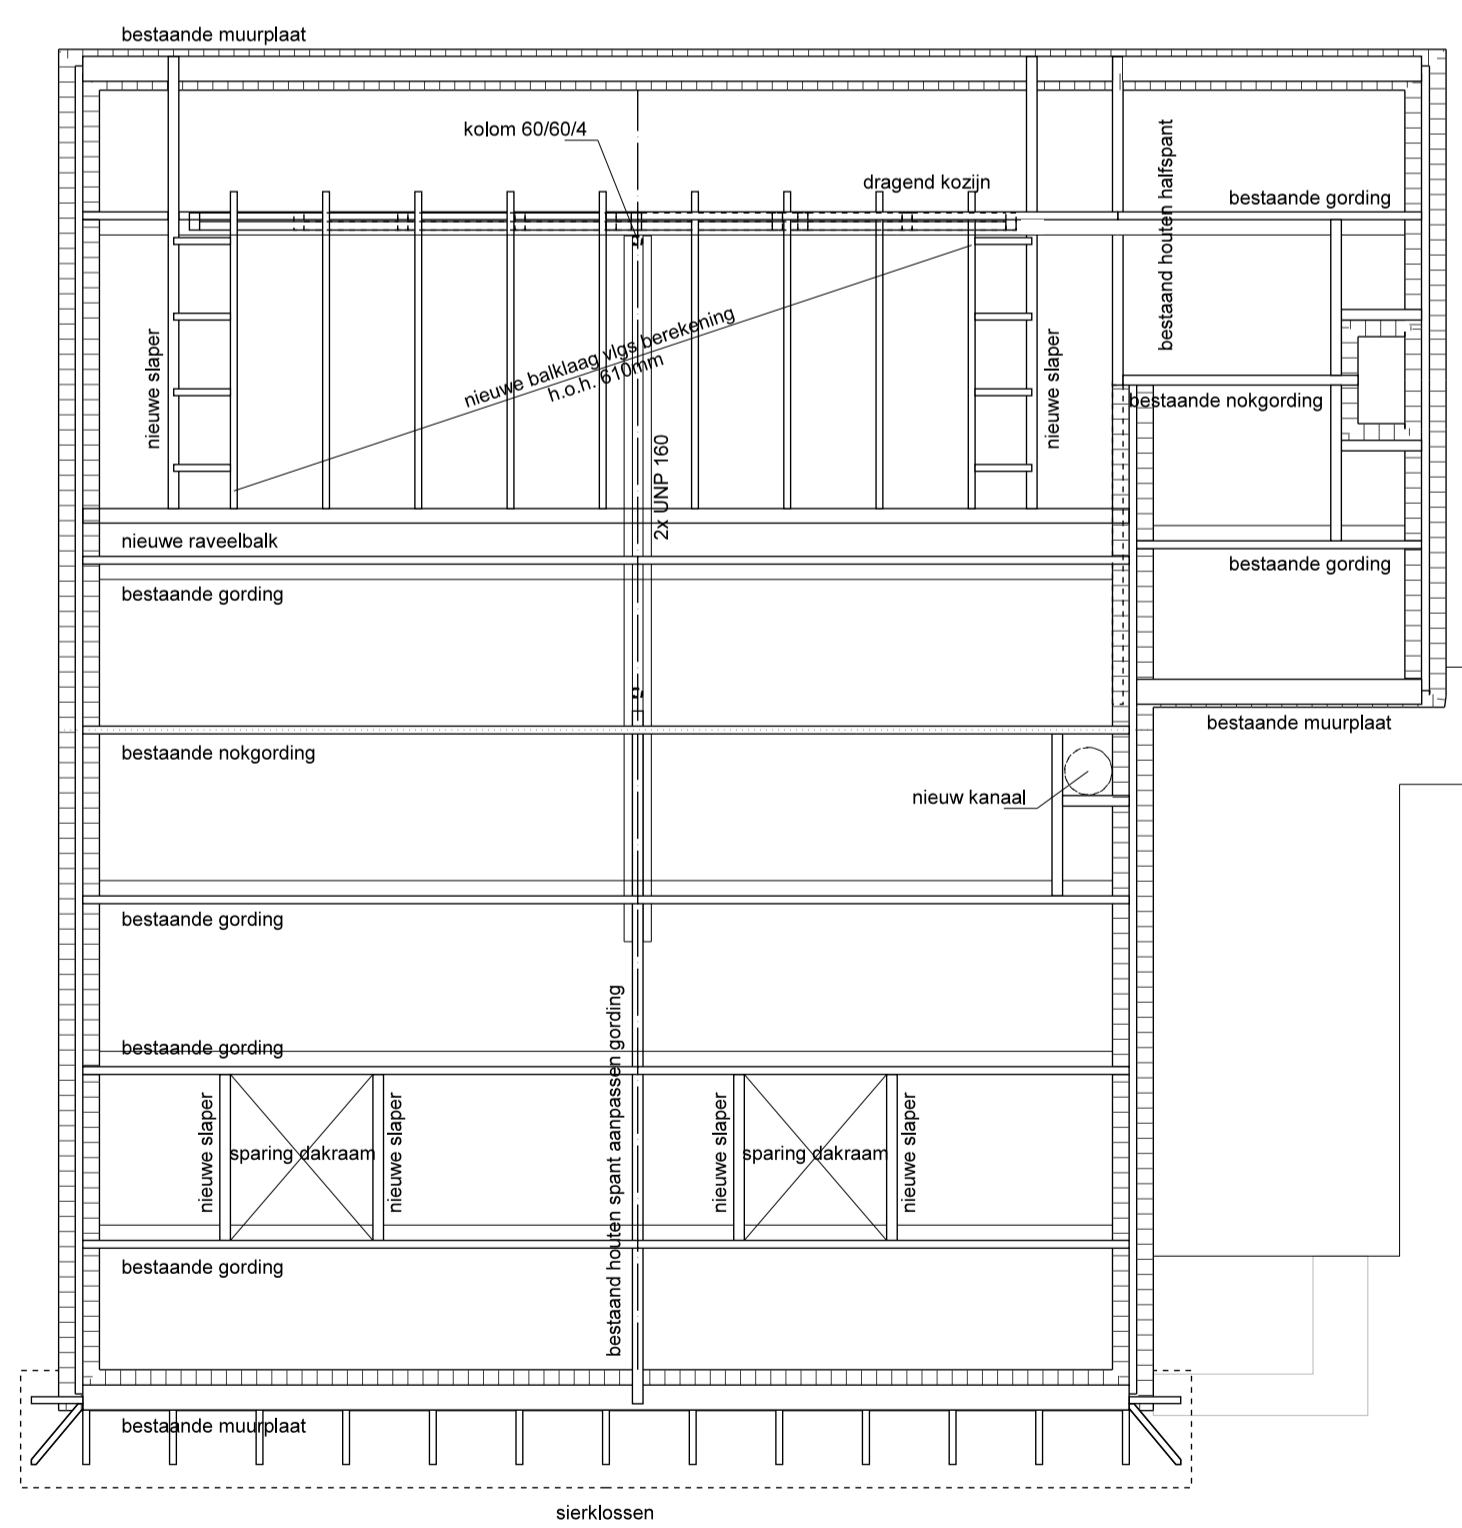 bestaande muurplaat
kolom 60/60/4
dragend kozijn
bestaand houten halfspant
bestaande gording
nieuwe slaper
nieuwe balklaag vlgs berekening
h.o.h. 610mm
nieuwe slaper
bestaande nokgording
2x UNP 160
nieuwe raveelbalk
bestaande gording
bestaande gording
bestaande muurplaat
bestaande nokgording
nieuw kanaal
bestaande gording
bestaand houten spant aanpassen gording
bestaande gording
nieuwe slaper
sparing dakraam
nieuwe slaper
nieuwe slaper
sparing dakraam
nieuwe slaper
bestaande gording
bestaande muurplaat
sierklossen